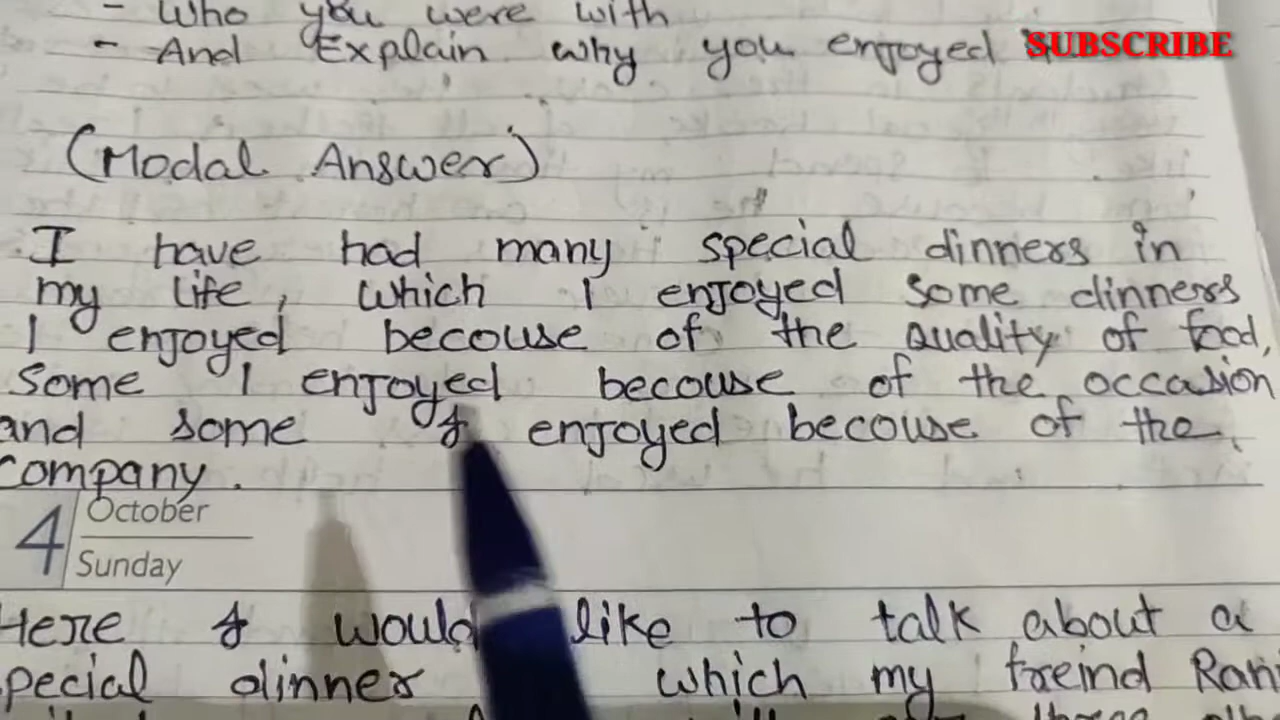 - Who you were with
- And Explain why you enjoyed
SUBSCRIBE
(Modal Answer)
I have had many special dinners in
my life, which I enjoyed some dinners
I enjoyed becouse of the quality of food,
Some I enjoyed becouse of the occasion
and some I enjoyed becouse of the
company.
4 October
Sunday
Here I would like to talk about a
special dinner which my freind Rani